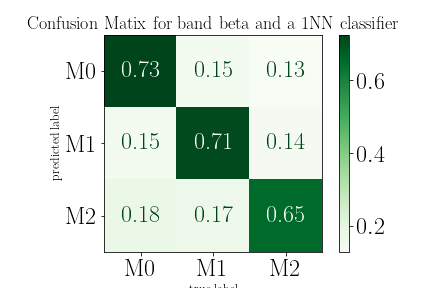 Confusion Matix for band beta and a 1NN classifier
M0 0.73 0.15 0.13
M1 0.15 0.71 0.14
M2 0.18 0.17 0.65
M0 M1 M2
predicted label
true label
0.6
0.4
0.2